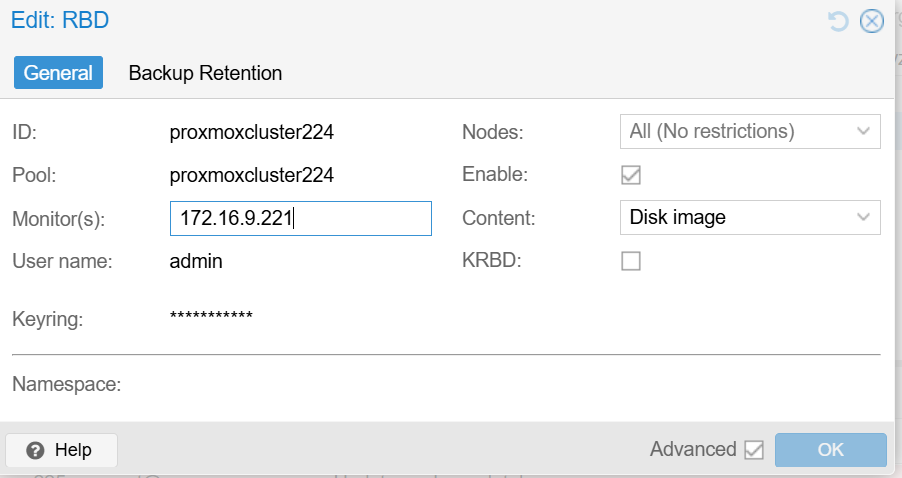 Edit: RBD
General Backup Retention
ID: proxmoxcluster224 Nodes: All (No restrictions)
Pool: proxmoxcluster224 Enable:
Monitor(s): 172.16.9.221 Content: Disk image
User name: admin KRBD:
Keyring: ***********
Namespace:
Help Advanced OK